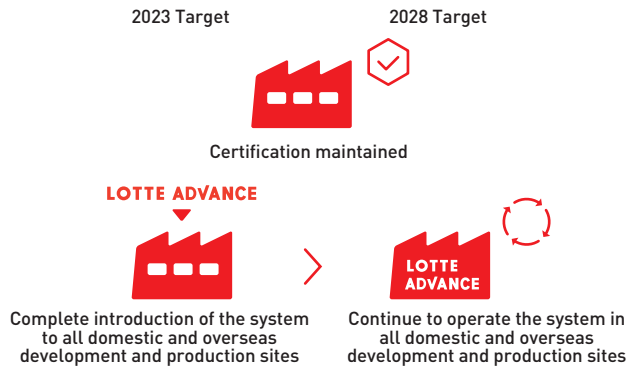 2023 Target
2028 Target
Certification maintained
LOTTE ADVANCE
LOTTE
ADVANCE
Complete introduction of the system
to all domestic and overseas
development and production sites
Continue to operate the system in
all domestic and overseas
development and production sites